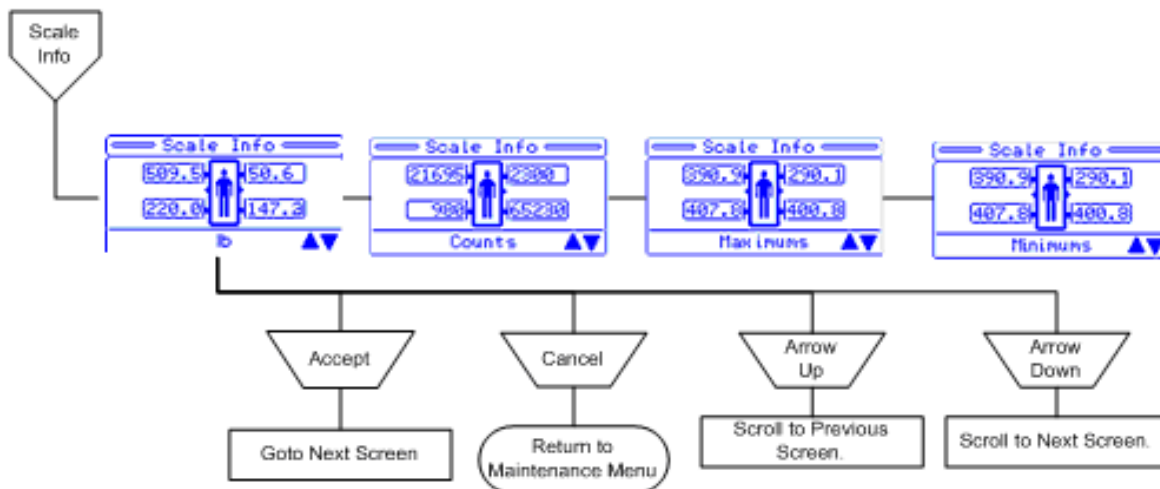 Scale
Info
Scale Info
509.5 50.6
220.0 147.3
lb
Scale Info
21695 2300
980 65230
Counts
Scale Info
390.9 290.1
407.8 400.8
Maximums
Scale Info
390.9 290.1
407.8 400.8
Minimums
Accept
Cancel
Arrow
Up
Arrow
Down
Goto Next Screen
Return to
Maintenance Menu
Scroll to Previous
Screen.
Scroll to Next Screen.